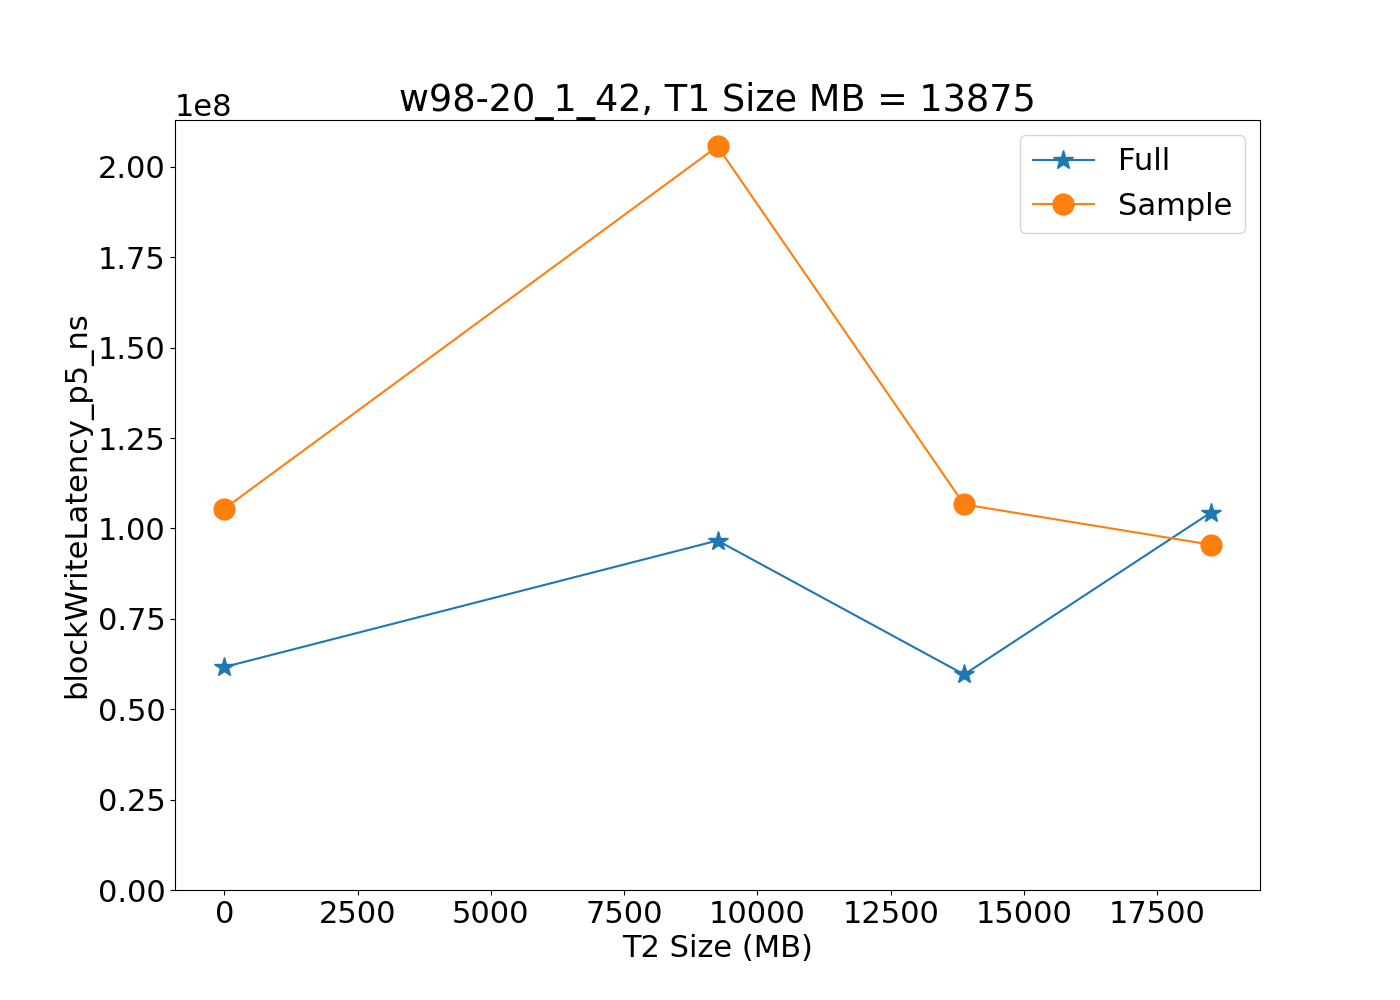 w98-20_1_42, T1 Size MB = 13875
1e8
Full
Sample
2.00
1.75
1.50
1.25
1.00
0.75
0.50
0.25
0.00
blockWriteLatency_p5_ns
0 2500 5000 7500 10000 12500 15000 17500
T2 Size (MB)